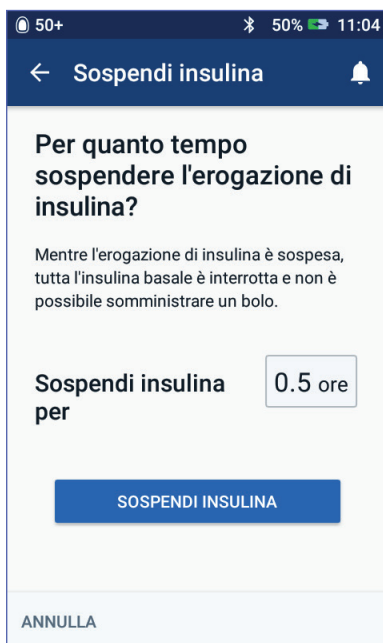 50+ 50% 11:04
Sospendi insulina
Per quanto tempo
sospendere l'erogazione di
insulina?
Mentre l'erogazione di insulina è sospesa,
tutta l'insulina basale è interrotta e non è
possibile somministrare un bolo.
Sospendi insulina 0.5 ore
per
SOSPENDI INSULINA
ANNULLA